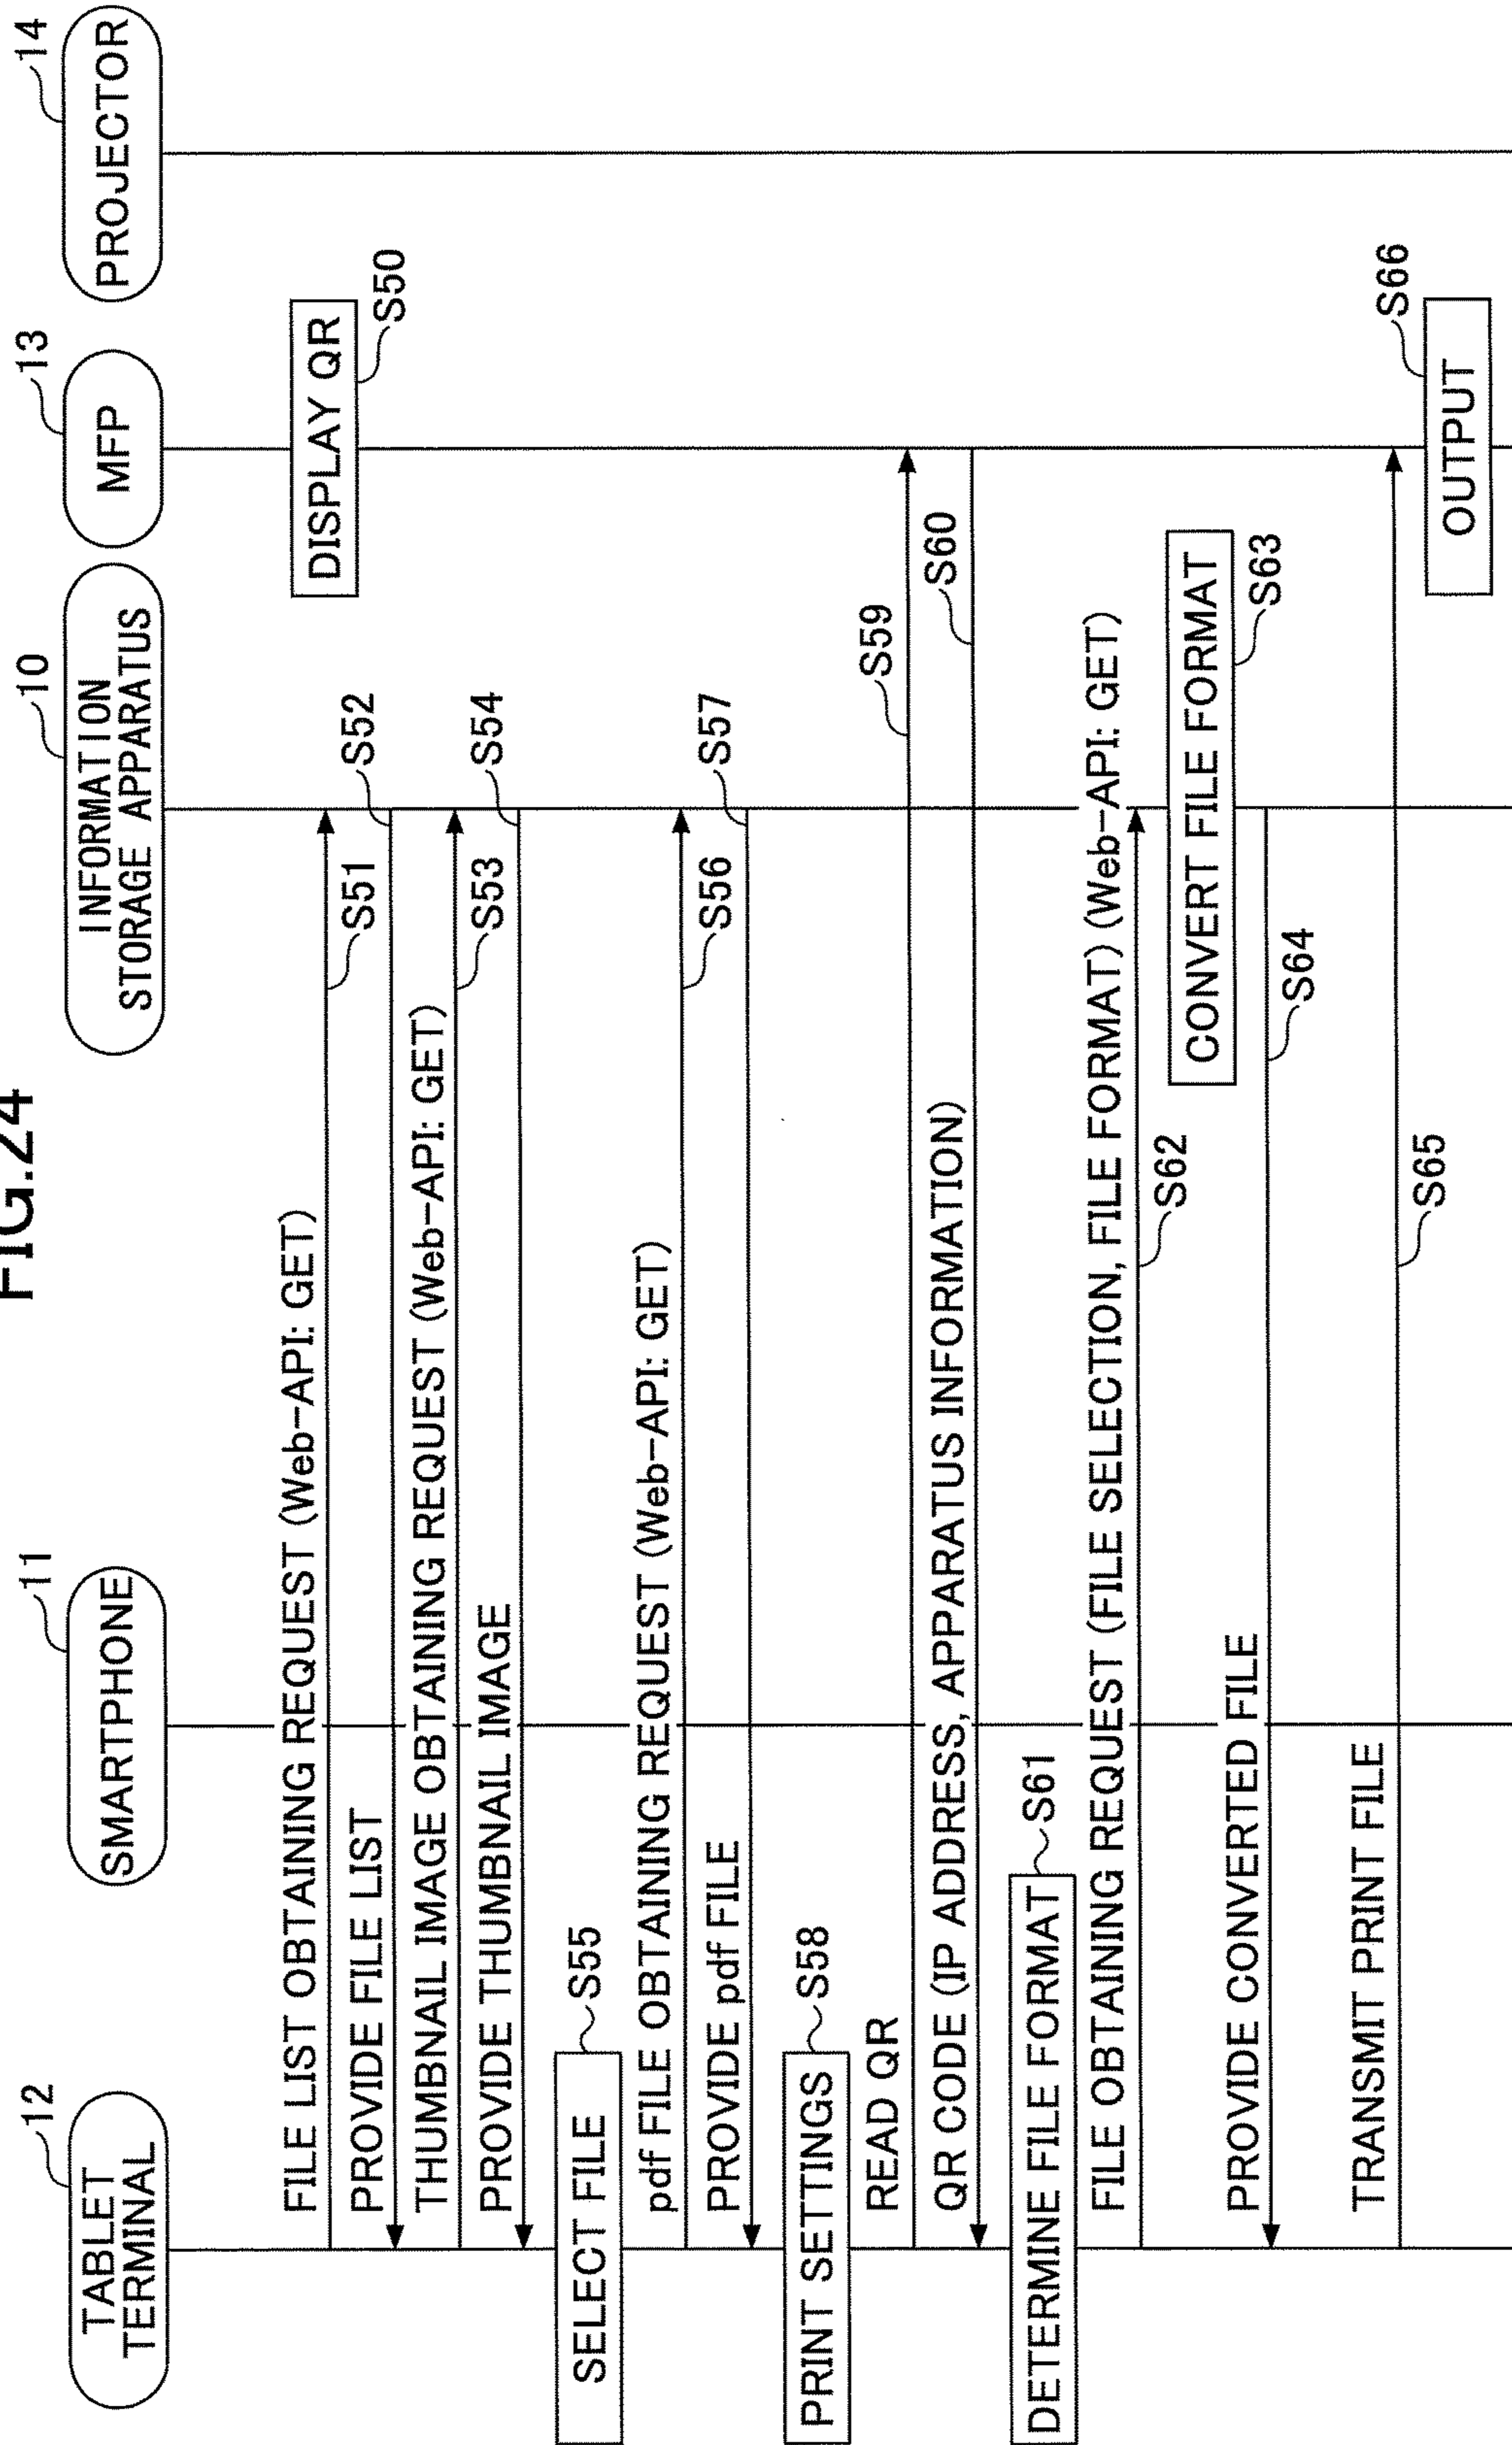 FIG.24
12
TABLET
TERMINAL
11
SMARTPHONE
10
INFORMATION
STORAGE APPARATUS
13
MFP
14
PROJECTOR
DISPLAY QR
S50
FILE LIST OBTAINING REQUEST (Web-API: GET)
S51
PROVIDE FILE LIST
S52
THUMBNAIL IMAGE OBTAINING REQUEST (Web-API: GET)
S53
PROVIDE THUMBNAIL IMAGE
S54
SELECT FILE
S55
pdf FILE OBTAINING REQUEST (Web-API: GET)
S56
PROVIDE pdf FILE
S57
PRINT SETTINGS
S58
READ QR
S59
QR CODE (IP ADDRESS, APPARATUS INFORMATION)
S60
DETERMINE FILE FORMAT
S61
FILE OBTAINING REQUEST (FILE SELECTION, FILE FORMAT) (Web-API: GET)
S62
CONVERT FILE FORMAT
S63
PROVIDE CONVERTED FILE
S64
TRANSMIT PRINT FILE
S65
OUTPUT
S66